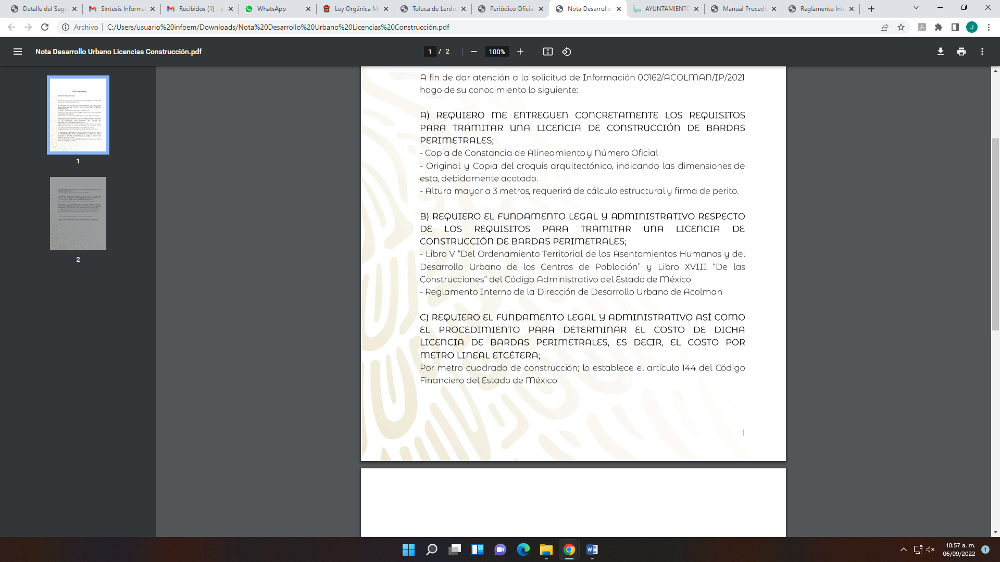 Detalle del Segu
Síntesis Informa
Recibidos (1) - p
WhatsApp
Ley Orgánica M
Toluca de Lerdo
Periódico Oficia
Nota Desarrollo
AYUNTAMIENTO
Manual Procedi
Reglamento Inte
Archivo
C:/Users/usuario%20infoem/Downloads/Nota%20Desarrollo%20Urbano%20Licencias%20Construcción.pdf
J
Nota Desarrollo Urbano Licencias Construcción.pdf
1 / 2
100%
1
2
A fin de dar atención a la solicitud de Información 00162/ACOLMAN/IP/2021
hago de su conocimiento lo siguiente:
A) REQUIERO ME ENTREGUEN CONCRETAMENTE LOS REQUISITOS
PARA TRAMITAR UNA LICENCIA DE CONSTRUCCIÓN DE BARDAS
PERIMETRALES;
- Copia de Constancia de Alineamiento y Número Oficial
- Original y Copia del croquis arquitectónico, indicando las dimensiones de
esta, debidamente acotado.
- Altura mayor a 3 metros, requerirá de cálculo estructural y firma de perito.
B) REQUIERO EL FUNDAMENTO LEGAL Y ADMINISTRATIVO RESPECTO
DE LOS REQUISITOS PARA TRAMITAR UNA LICENCIA DE
CONSTRUCCIÓN DE BARDAS PERIMETRALES;
- Libro V “Del Ordenamiento Territorial de los Asentamientos Humanos y del
Desarrollo Urbano de los Centros de Población” y Libro XVIII “De las
Construcciones” del Código Administrativo del Estado de México
- Reglamento Interno de la Dirección de Desarrollo Urbano de Acolman
C) REQUIERO EL FUNDAMENTO LEGAL Y ADMINISTRATIVO ASÍ COMO
EL PROCEDIMIENTO PARA DETERMINAR EL COSTO DE DICHA
LICENCIA DE BARDAS PERIMETRALES, ES DECIR, EL COSTO POR
METRO LINEAL ETCÉTERA;
Por metro cuadrado de construcción; lo establece el artículo 144 del Código
Financiero del Estado de México
1
10:57 a. m.
06/09/2022
1